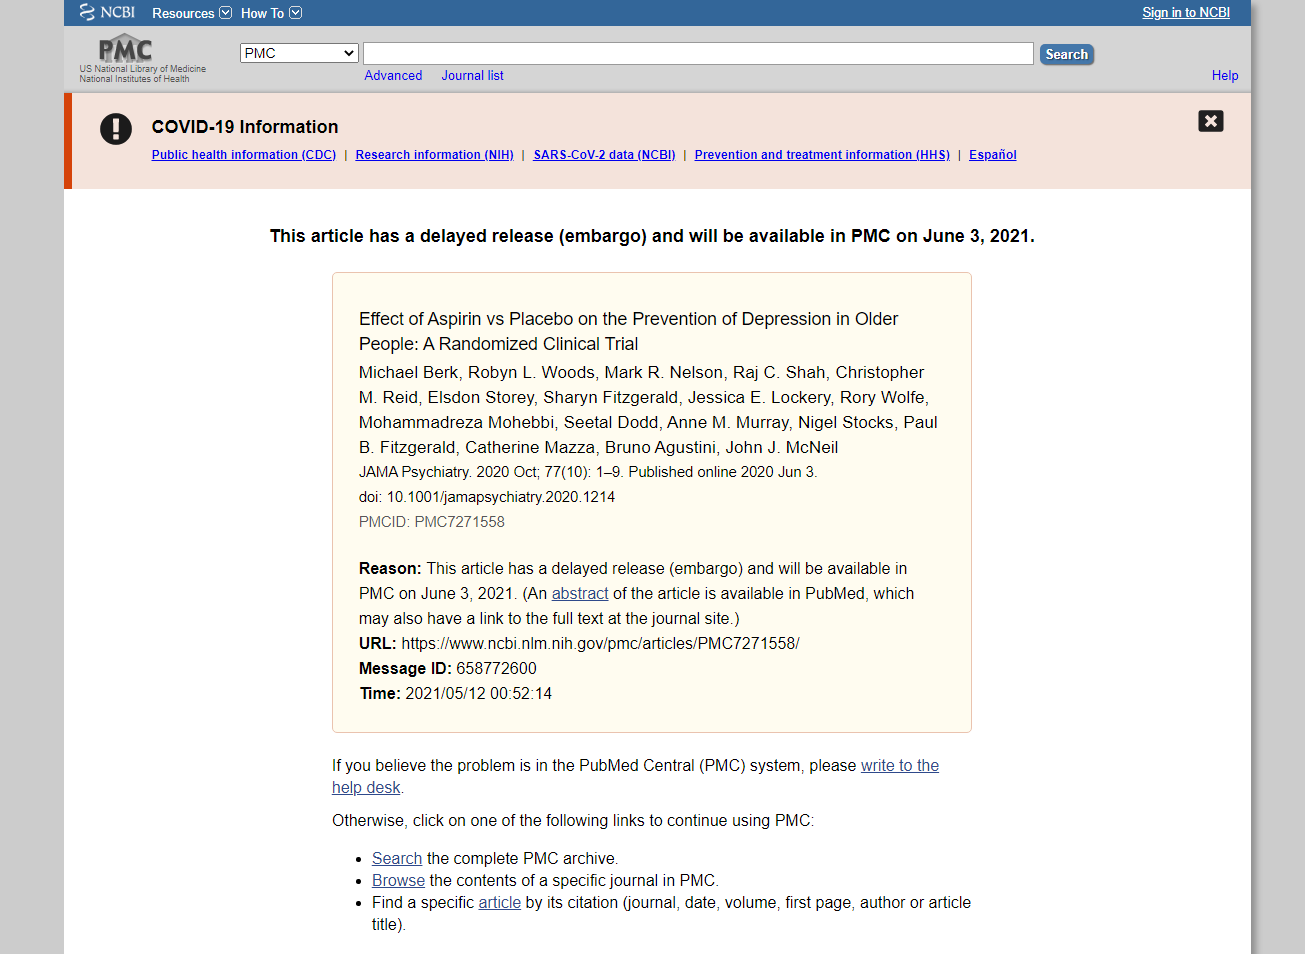 NCBI Resources How To Sign in to NCBI
PMC
US National Library of Medicine
National Institutes of Health
PMC Search
Advanced Journal list Help
COVID-19 Information
Public health information (CDC) | Research information (NIH) | SARS-CoV-2 data (NCBI) | Prevention and treatment information (HHS) | Español
This article has a delayed release (embargo) and will be available in PMC on June 3, 2021.
Effect of Aspirin vs Placebo on the Prevention of Depression in Older
People: A Randomized Clinical Trial
Michael Berk, Robyn L. Woods, Mark R. Nelson, Raj C. Shah, Christopher
M. Reid, Elsdon Storey, Sharyn Fitzgerald, Jessica E. Lockery, Rory Wolfe,
Mohammadreza Mohebbi, Seetal Dodd, Anne M. Murray, Nigel Stocks, Paul
B. Fitzgerald, Catherine Mazza, Bruno Agustini, John J. McNeil
JAMA Psychiatry. 2020 Oct; 77(10): 1–9. Published online 2020 Jun 3.
doi: 10.1001/jamapsychiatry.2020.1214
PMCID: PMC7271558
Reason: This article has a delayed release (embargo) and will be available in
PMC on June 3, 2021. (An abstract of the article is available in PubMed, which
may also have a link to the full text at the journal site.)
URL: https://www.ncbi.nlm.nih.gov/pmc/articles/PMC7271558/
Message ID: 658772600
Time: 2021/05/12 00:52:14
If you believe the problem is in the PubMed Central (PMC) system, please write to the
help desk.
Otherwise, click on one of the following links to continue using PMC:
• Search the complete PMC archive.
• Browse the contents of a specific journal in PMC.
• Find a specific article by its citation (journal, date, volume, first page, author or article
title).